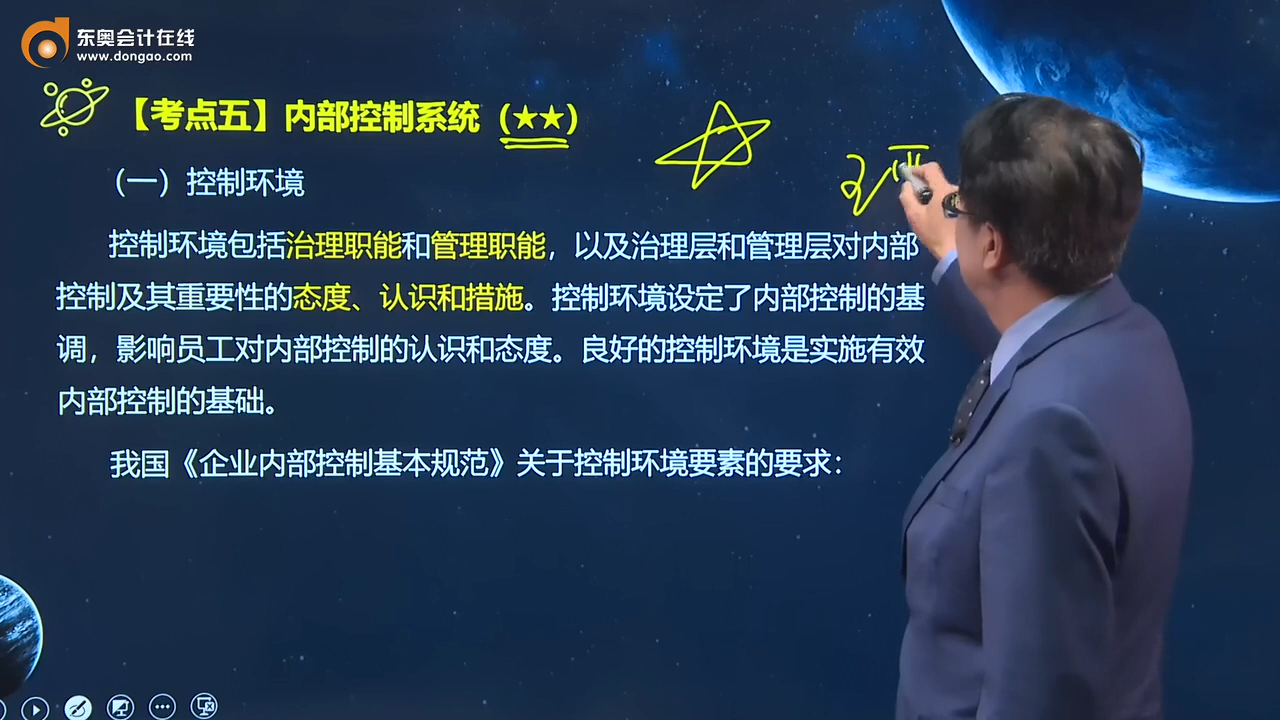 东奥会计在线
www.dongao.com
【考点五】内部控制系统（★★）
（一）控制环境
控制环境包括治理职能和管理职能，以及治理层和管理层对内部
控制及其重要性的态度、认识和措施。控制环境设定了内部控制的基
调，影响员工对内部控制的认识和态度。良好的控制环境是实施有效
内部控制的基础。
我国《企业内部控制基本规范》关于控制环境要素的要求：